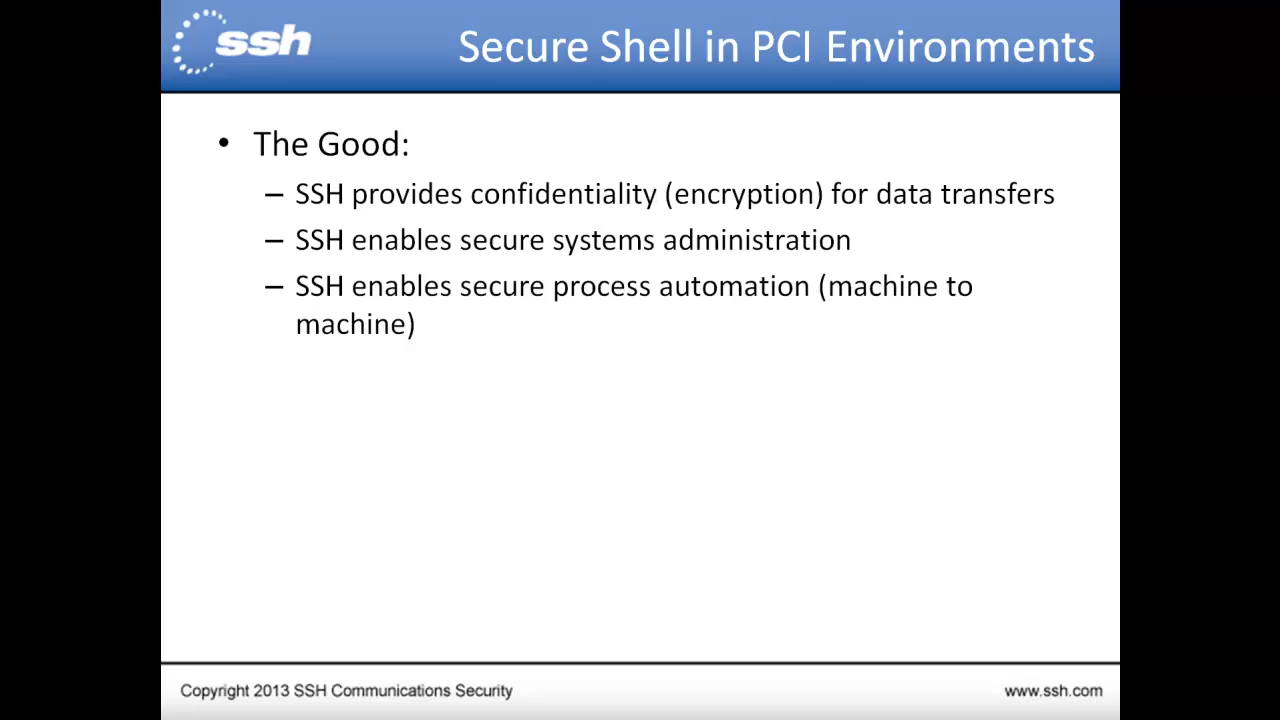 ssh
Secure Shell in PCI Environments
• The Good:
– SSH provides confidentiality (encryption) for data transfers
– SSH enables secure systems administration
– SSH enables secure process automation (machine to
machine)
Copyright 2013 SSH Communications Security
www.ssh.com